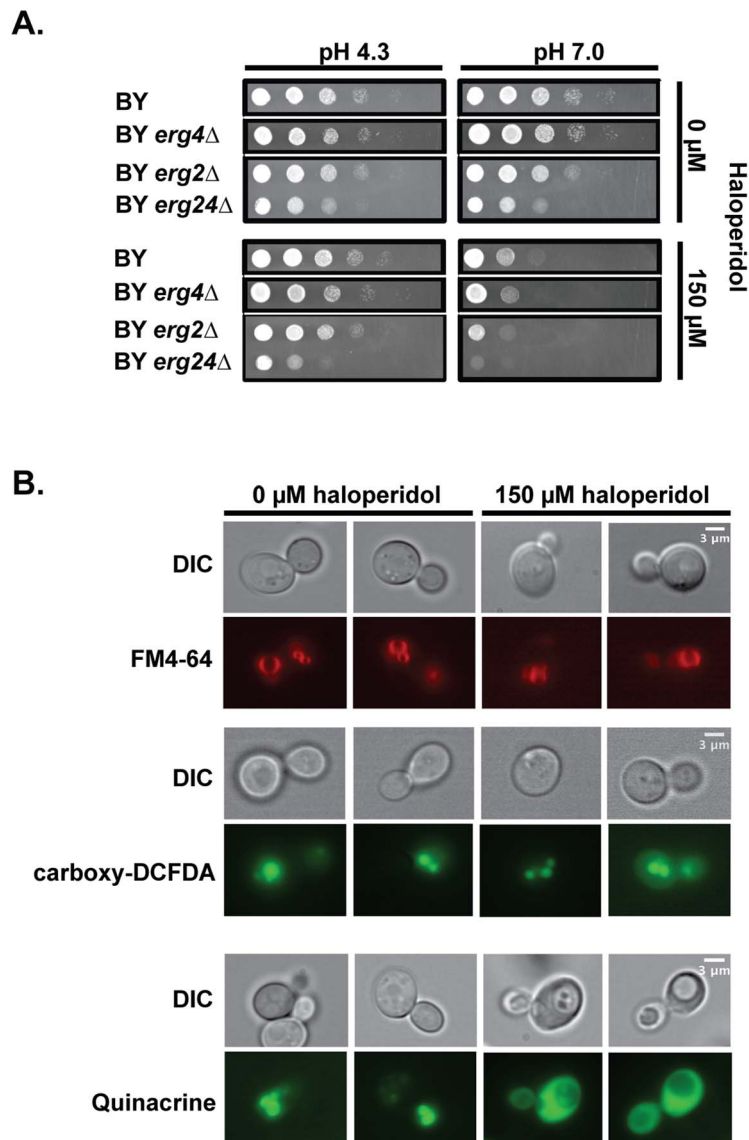 A.
pH 4.3 pH 7.0
BY
BY erg4Δ
BY erg2Δ
BY erg24Δ
0 µM
BY
BY erg4Δ
BY erg2Δ
BY erg24Δ
150 µM
Haloperidol
B.
0 µM haloperidol 150 µM haloperidol
DIC
3 µm
FM4-64
DIC
3 µm
carboxy-DCFDA
DIC
3 µm
Quinacrine